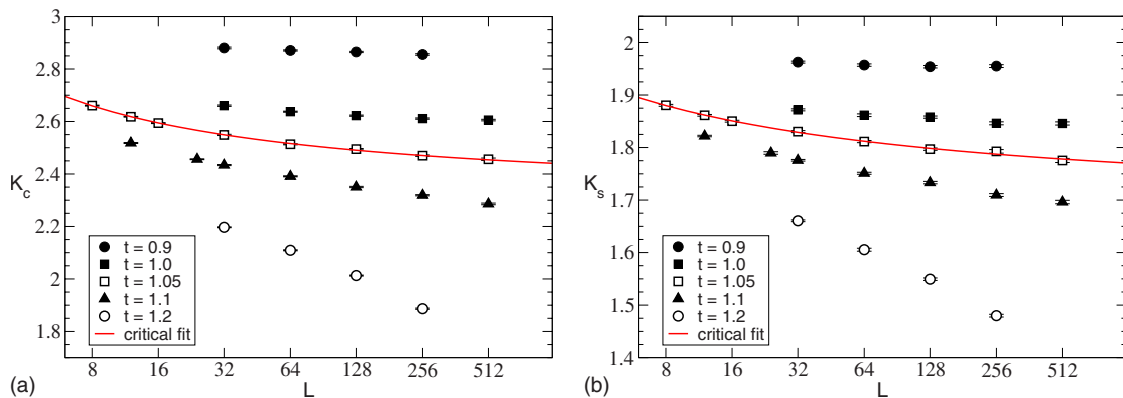 3
2.8
2.6
K_c
2.4
2.2
2
1.8
t = 0.9
t = 1.0
t = 1.05
t = 1.1
t = 1.2
critical fit
8 16 32 64 128 256 512
L
(a)
2
1.9
1.8
K_s
1.7
1.6
1.5
1.4
t = 0.9
t = 1.0
t = 1.05
t = 1.1
t = 1.2
critical fit
8 16 32 64 128 256 512
L
(b)